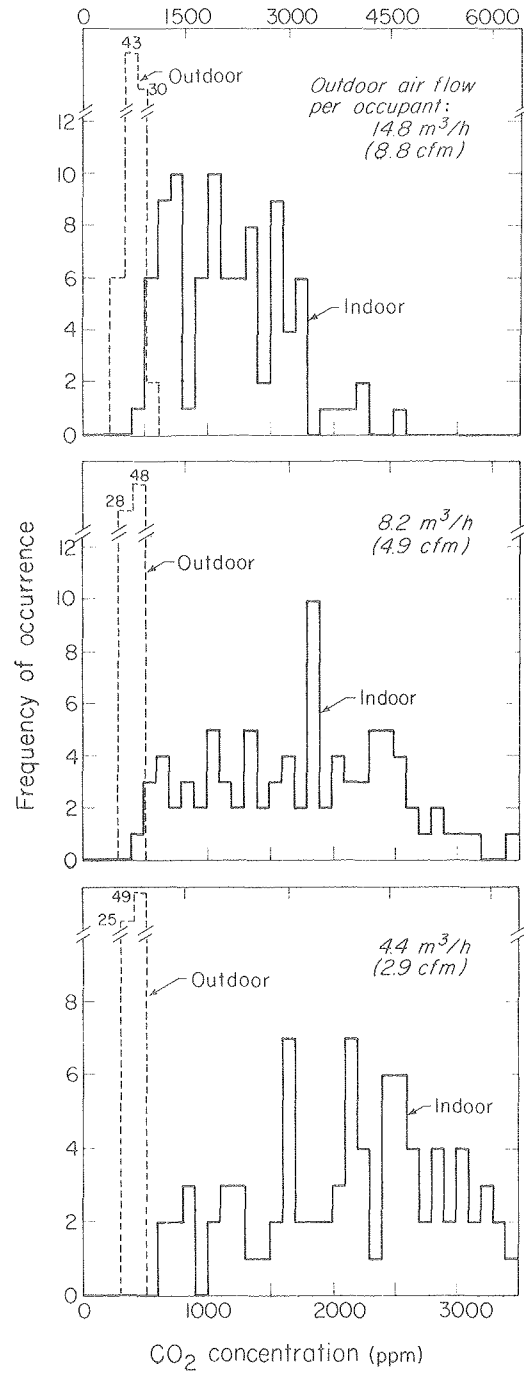 0 1500 3000 4500 6000
43
Outdoor
30
Outdoor air flow
per occupant:
14.8 m³/h
(8.8 cfm)
12
10
8
6
4
2
0
Indoor
48
28
8.2 m³/h
(4.9 cfm)
12
Outdoor
10
8
6
4
2
0
Indoor
Frequency of occurrence
49
25
4.4 m³/h
(2.9 cfm)
Outdoor
8
6
4
2
0
Indoor
0 1000 2000 3000
CO₂ concentration (ppm)